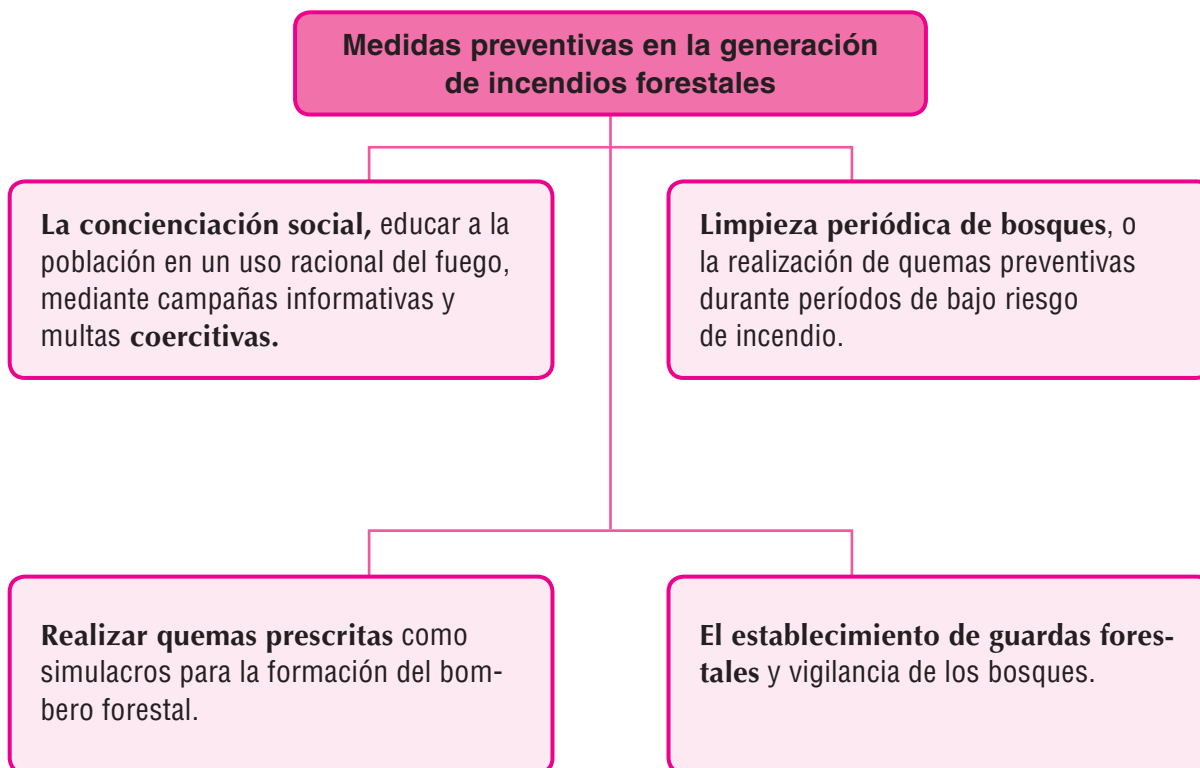 Medidas preventivas en la generación
de incendios forestales
La concienciación social, educar a la
población en un uso racional del fuego,
mediante campañas informativas y
multas coercitivas.
Limpieza periódica de bosques, o
la realización de quemas preventivas
durante períodos de bajo riesgo
de incendio.
Realizar quemas prescritas como
simulacros para la formación del bom-
bero forestal.
El establecimiento de guardas fores-
tales y vigilancia de los bosques.